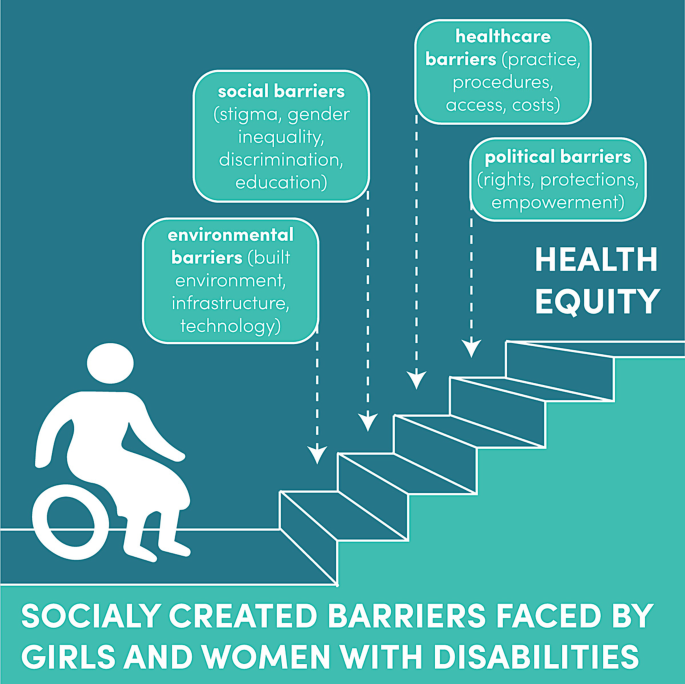 healthcare
barriers (practice,
procedures,
access, costs)
social barriers
(stigma, gender
inequality,
discrimination,
education)
political barriers
(rights, protections,
empowerment)
environmental
barriers (built
environment,
infrastructure,
technology)
HEALTH
EQUITY
SOCIALY CREATED BARRIERS FACED BY
GIRLS AND WOMEN WITH DISABILITIES